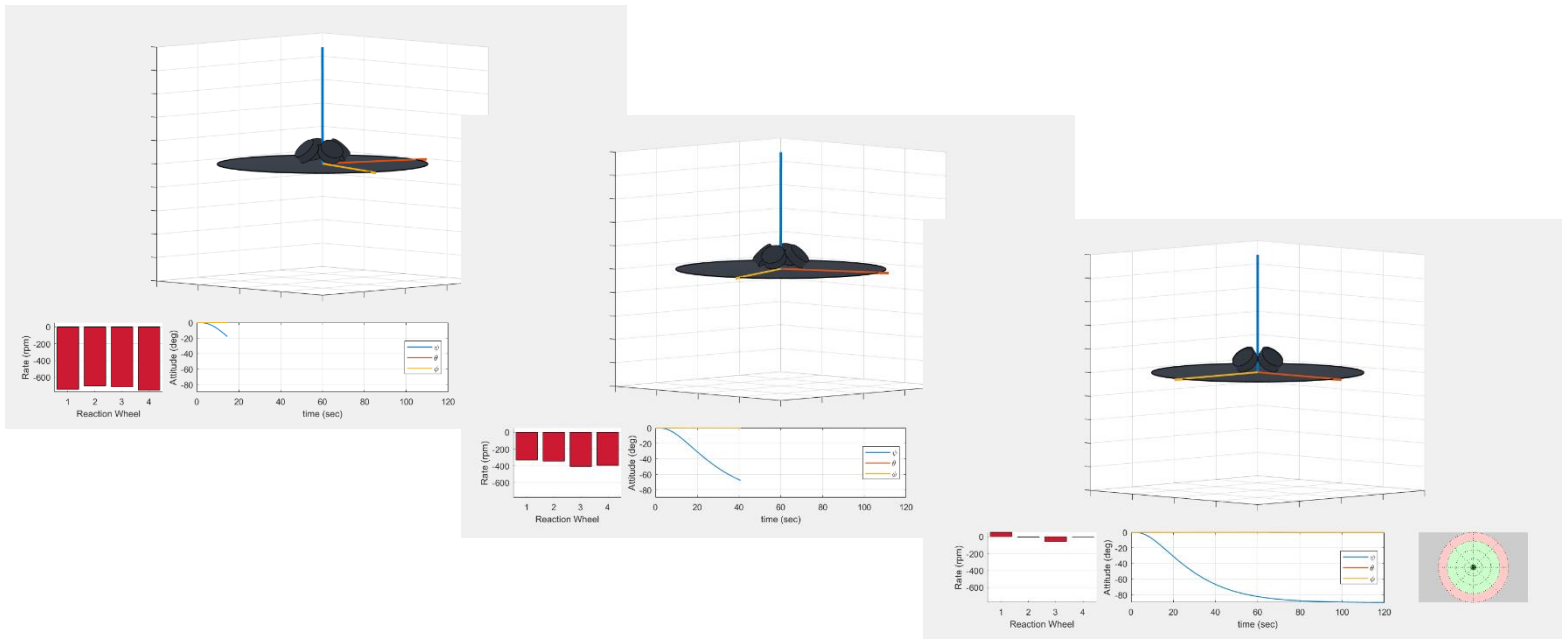 Rate (rpm)
0
-200
-400
-600
1 2 3 4
Reaction Wheel
Attitude (deg)
0
-20
-40
-60
-80
0 20 40 60 80 100 120
time (sec)
ψ
θ
ϕ
Rate (rpm)
0
-200
-400
-600
1 2 3 4
Reaction Wheel
Attitude (deg)
0
-20
-40
-60
-80
0 20 40 60 80 100 120
time (sec)
ψ
θ
ϕ
Rate (rpm)
0
-200
-400
-600
1 2 3 4
Reaction Wheel
Attitude (deg)
0
-20
-40
-60
-80
0 20 40 60 80 100 120
time (sec)
ψ
θ
ϕ